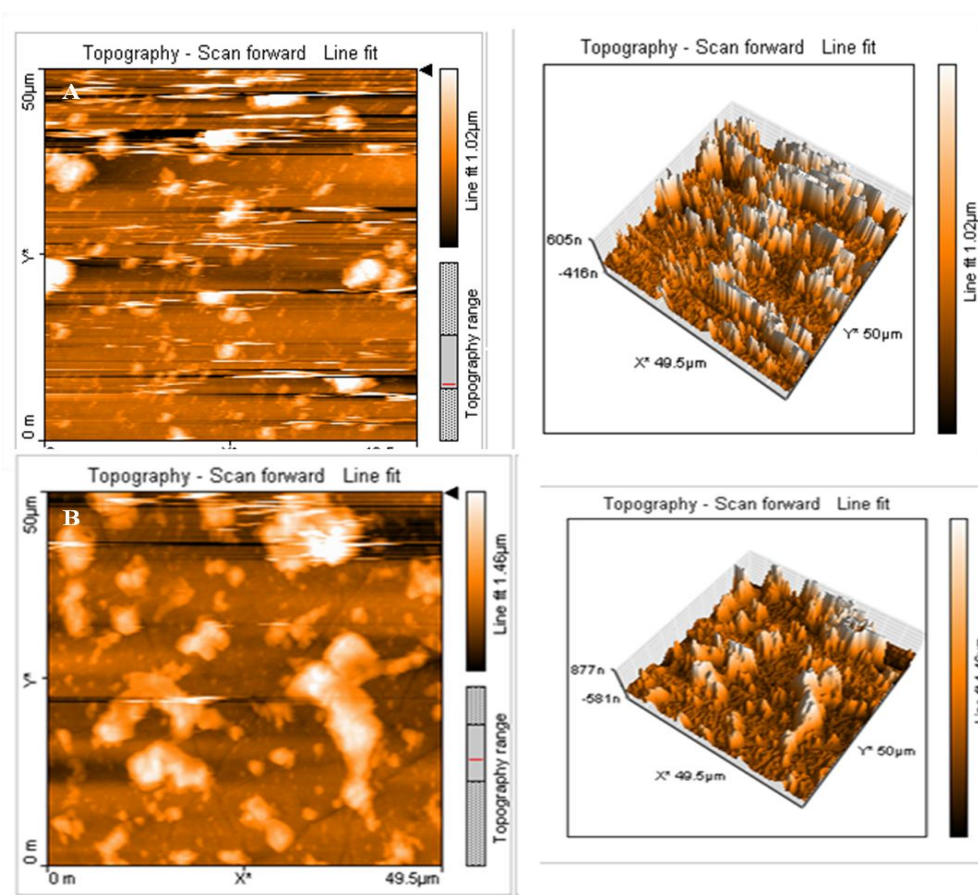 Topography - Scan forward Line fit
A
50µm
Y*
0 m
X*
Line fit 1.02µm
Topography range
Topography - Scan forward Line fit
605n
-416n
X* 49.5µm
Y* 50µm
Line fit 1.02µm
Topography - Scan forward Line fit
B
50µm
Y*
0 m
0 m
X*
49.5µm
Line fit 1.46µm
Topography range
Topography - Scan forward Line fit
877n
-581n
X* 49.5µm
Y* 50µm